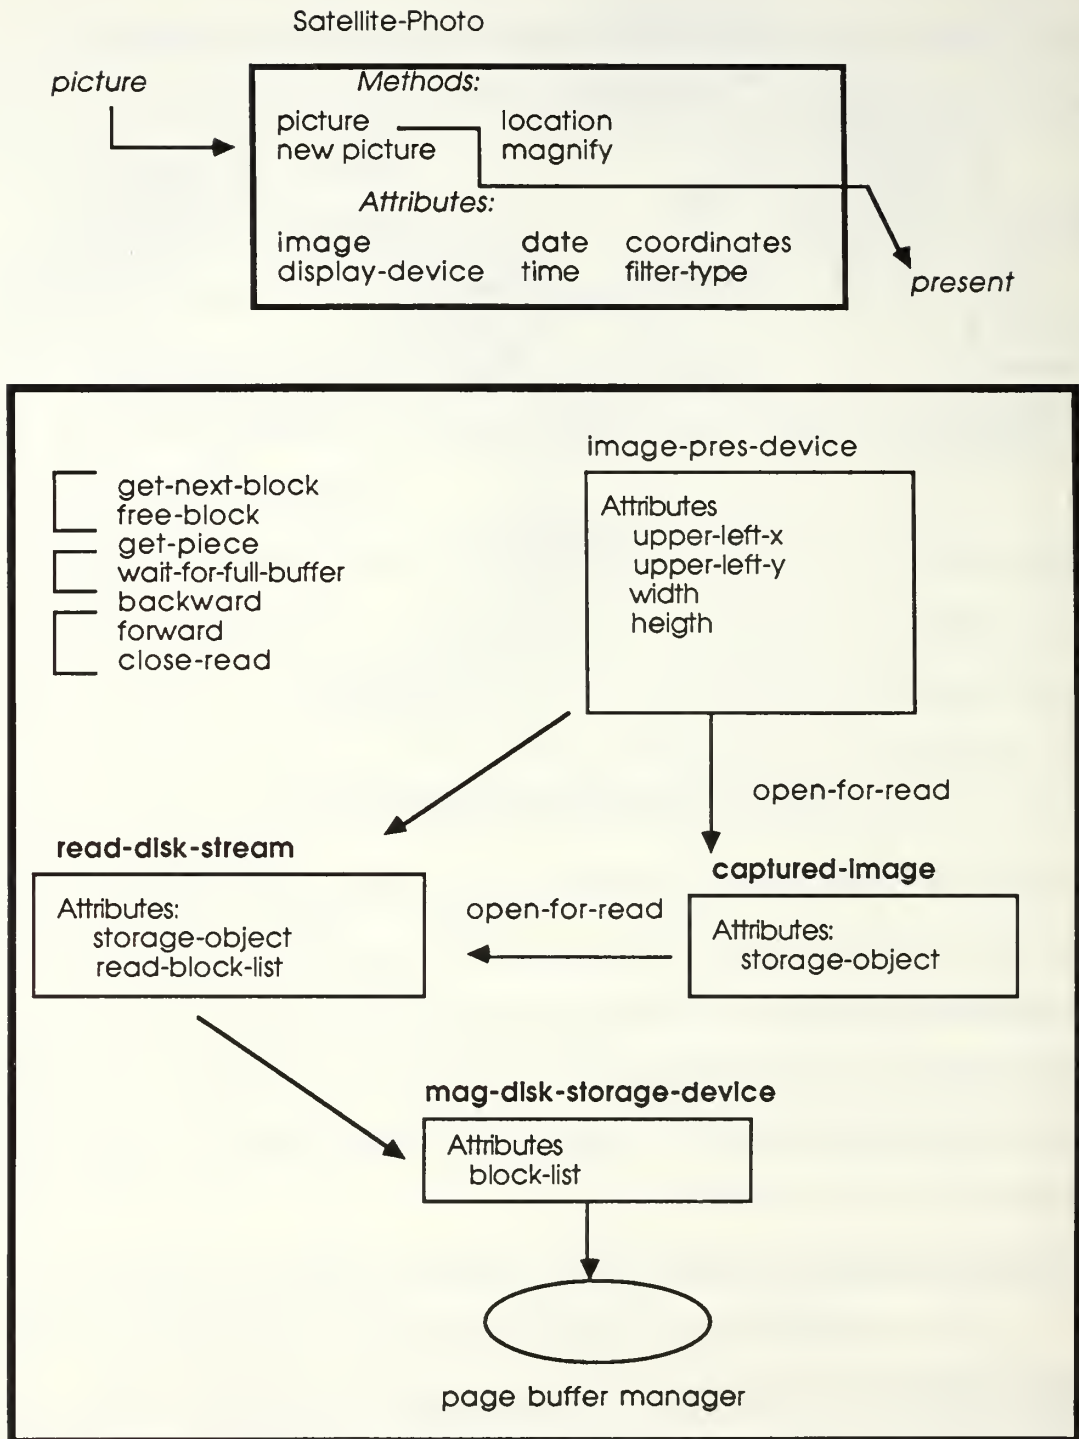 Satellite-Photo
picture
Methods:
picture location
new picture magnify
Attributes:
image date coordinates
display-device time filter-type
present
image-pres-device
get-next-block
free-block
get-piece
wait-for-full-buffer
backward
forward
close-read
Attributes
upper-left-x
upper-left-y
width
heigth
open-for-read
read-disk-stream
captured-image
Attributes:
storage-object
read-block-list
open-for-read
Attributes:
storage-object
mag-disk-storage-device
Attributes
block-list
page buffer manager